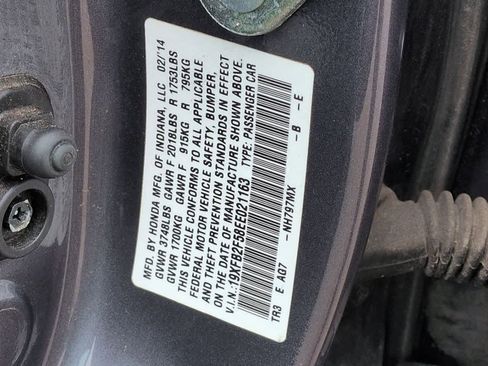 MFD. BY HONDA MFG. OF INDIANA, LLC 02/14
GVWR 3748LBS GAWR F 2018LBS R 1753LBS
GVWR 1700KG GAWR F 915KG R 795KG
THIS VEHICLE CONFORMS TO ALL APPLICABLE
FEDERAL MOTOR VEHICLE SAFETY, BUMPER,
AND THEFT PREVENTION STANDARDS IN EFFECT
ON THE DATE OF MANUFACTURE SHOWN ABOVE.
V.I.N.: 19XFB2F58EE021163 TYPE: PASSENGER CAR
NH797MX -B -E
TR3 E AQ7